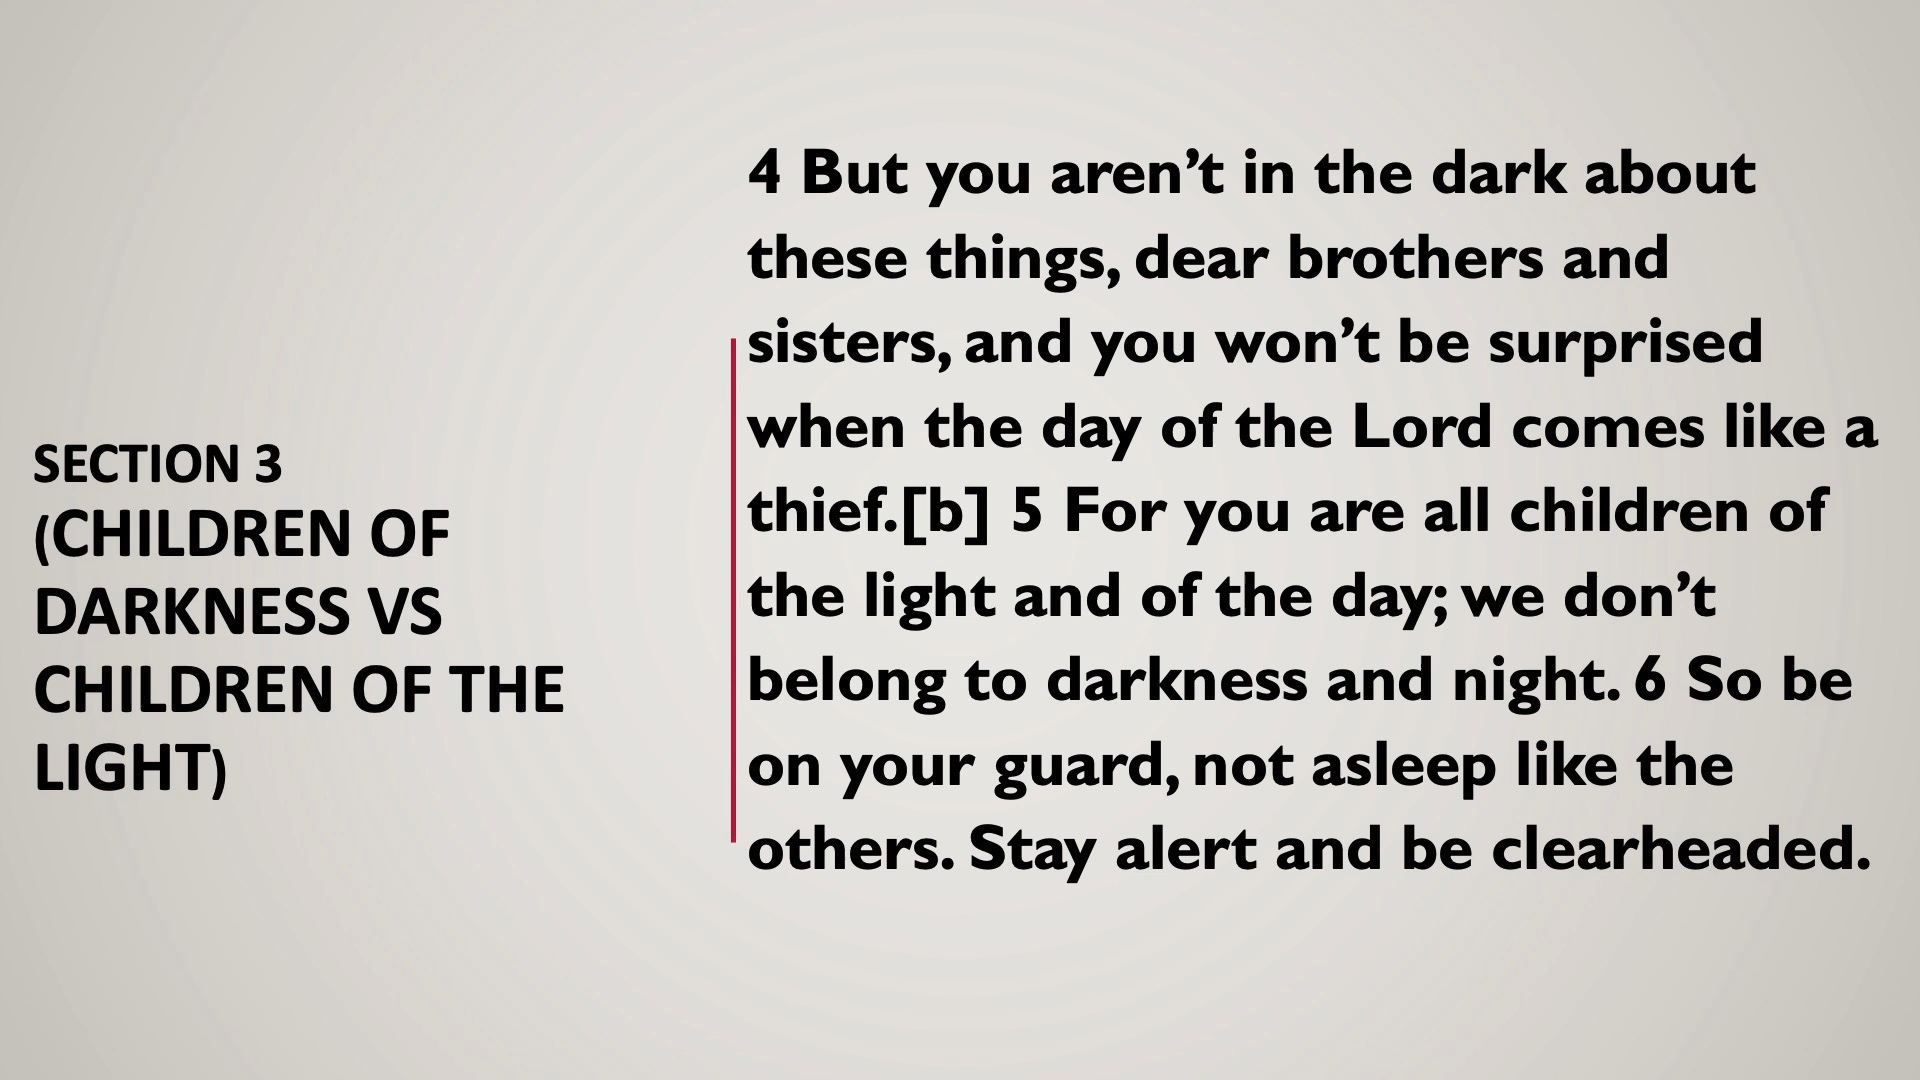 SECTION 3
(CHILDREN OF
DARKNESS VS
CHILDREN OF THE
LIGHT)
4 But you aren’t in the dark about
these things, dear brothers and
sisters, and you won’t be surprised
when the day of the Lord comes like a
thief.[b] 5 For you are all children of
the light and of the day; we don’t
belong to darkness and night. 6 So be
on your guard, not asleep like the
others. Stay alert and be clearheaded.